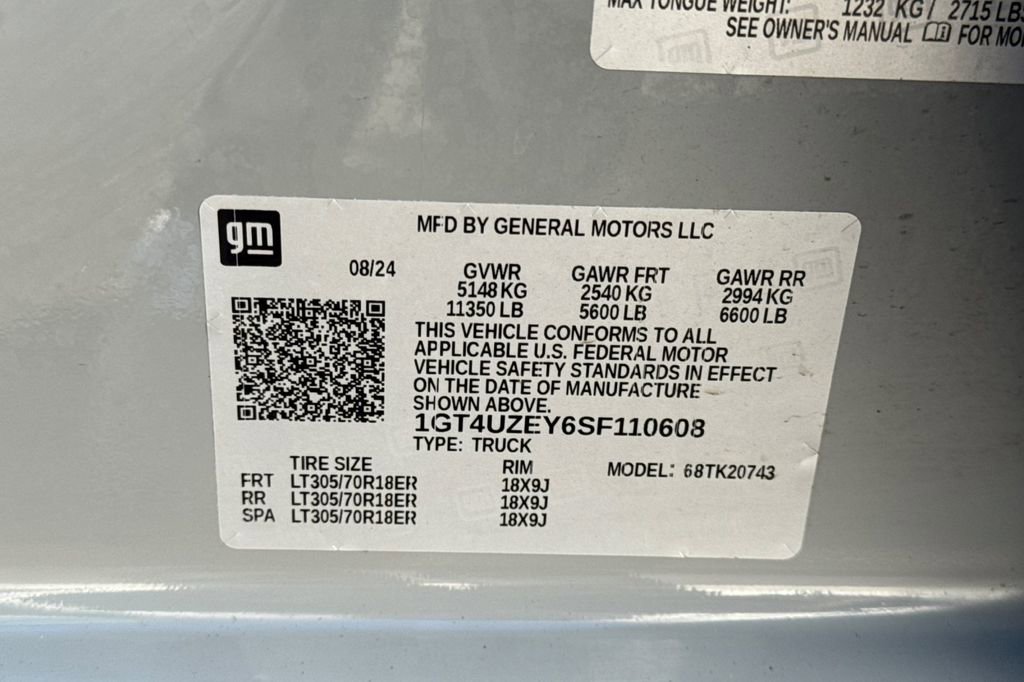 MAX TONGUE WEIGHT: 1232 KG / 2715 LBS
SEE OWNER'S MANUAL FOR MO
gm
MFD BY GENERAL MOTORS LLC
08/24 GVWR GAWR FRT GAWR RR
5148 KG 2540 KG 2994 KG
11350 LB 5600 LB 6600 LB
THIS VEHICLE CONFORMS TO ALL
APPLICABLE U.S. FEDERAL MOTOR
VEHICLE SAFETY STANDARDS IN EFFECT
ON THE DATE OF MANUFACTURE
SHOWN ABOVE.
1GT4UZEY6SF110608
TYPE: TRUCK
TIRE SIZE RIM MODEL: 68TK20743
FRT LT305/70R18ER 18X9J
RR LT305/70R18ER 18X9J
SPA LT305/70R18ER 18X9J